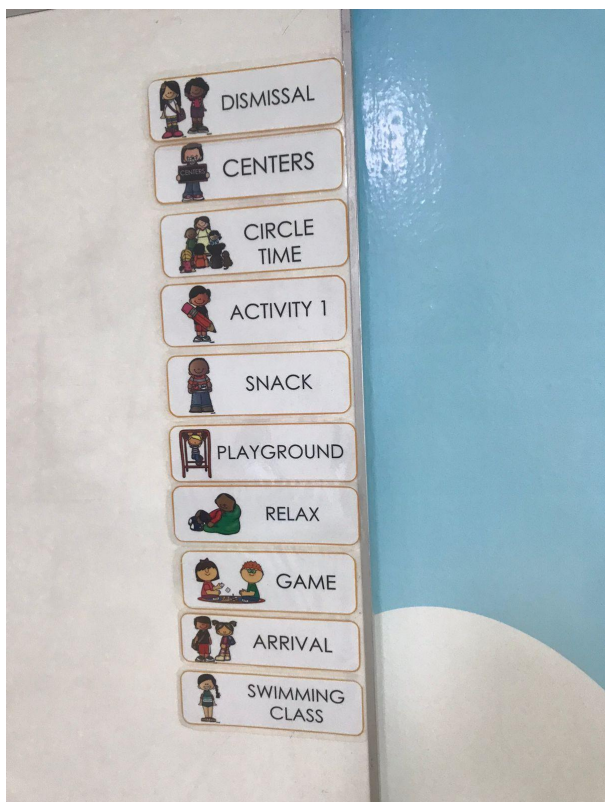 DISMISSAL
CENTERS
CIRCLE
TIME
ACTIVITY 1
SNACK
PLAYGROUND
RELAX
GAME
ARRIVAL
SWIMMING
CLASS